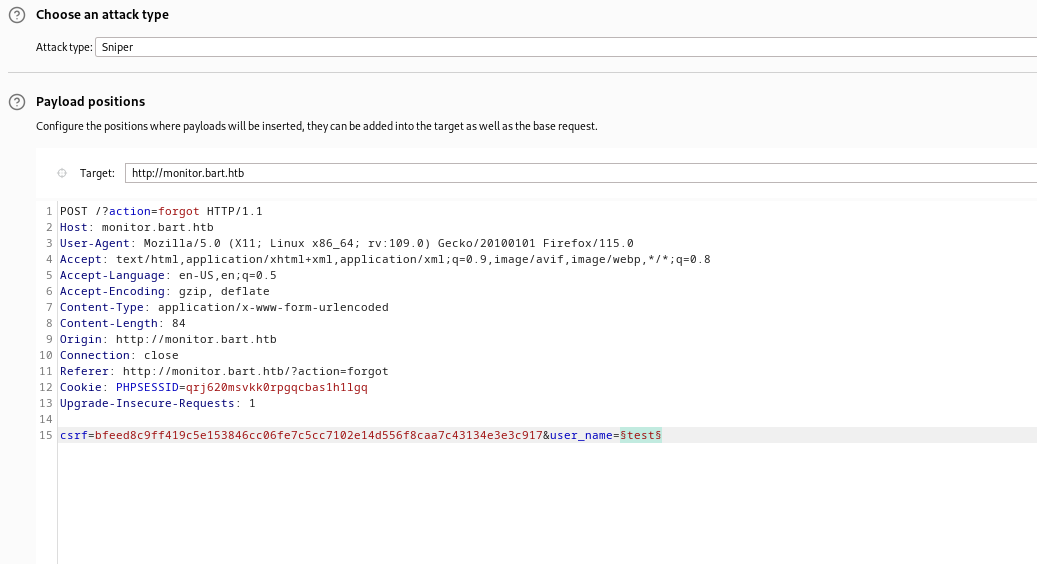 Choose an attack type
Attack type: Sniper
Payload positions
Configure the positions where payloads will be inserted, they can be added into the target as well as the base request.
Target: http://monitor.bart.htb
1 POST /?action=forgot HTTP/1.1
2 Host: monitor.bart.htb
3 User-Agent: Mozilla/5.0 (X11; Linux x86_64; rv:109.0) Gecko/20100101 Firefox/115.0
4 Accept: text/html,application/xhtml+xml,application/xml;q=0.9,image/avif,image/webp,*/*;q=0.8
5 Accept-Language: en-US,en;q=0.5
6 Accept-Encoding: gzip, deflate
7 Content-Type: application/x-www-form-urlencoded
8 Content-Length: 84
9 Origin: http://monitor.bart.htb
10 Connection: close
11 Referer: http://monitor.bart.htb/?action=forgot
12 Cookie: PHPSESSID=qrj620msvkk0rpgqcbas1h1lgq
13 Upgrade-Insecure-Requests: 1
14
15 csrf=bfeed8c9ff419c5e153846cc06fe7c5cc7102e14d556f8caa7c43134e3e3c917&user_name=§test§